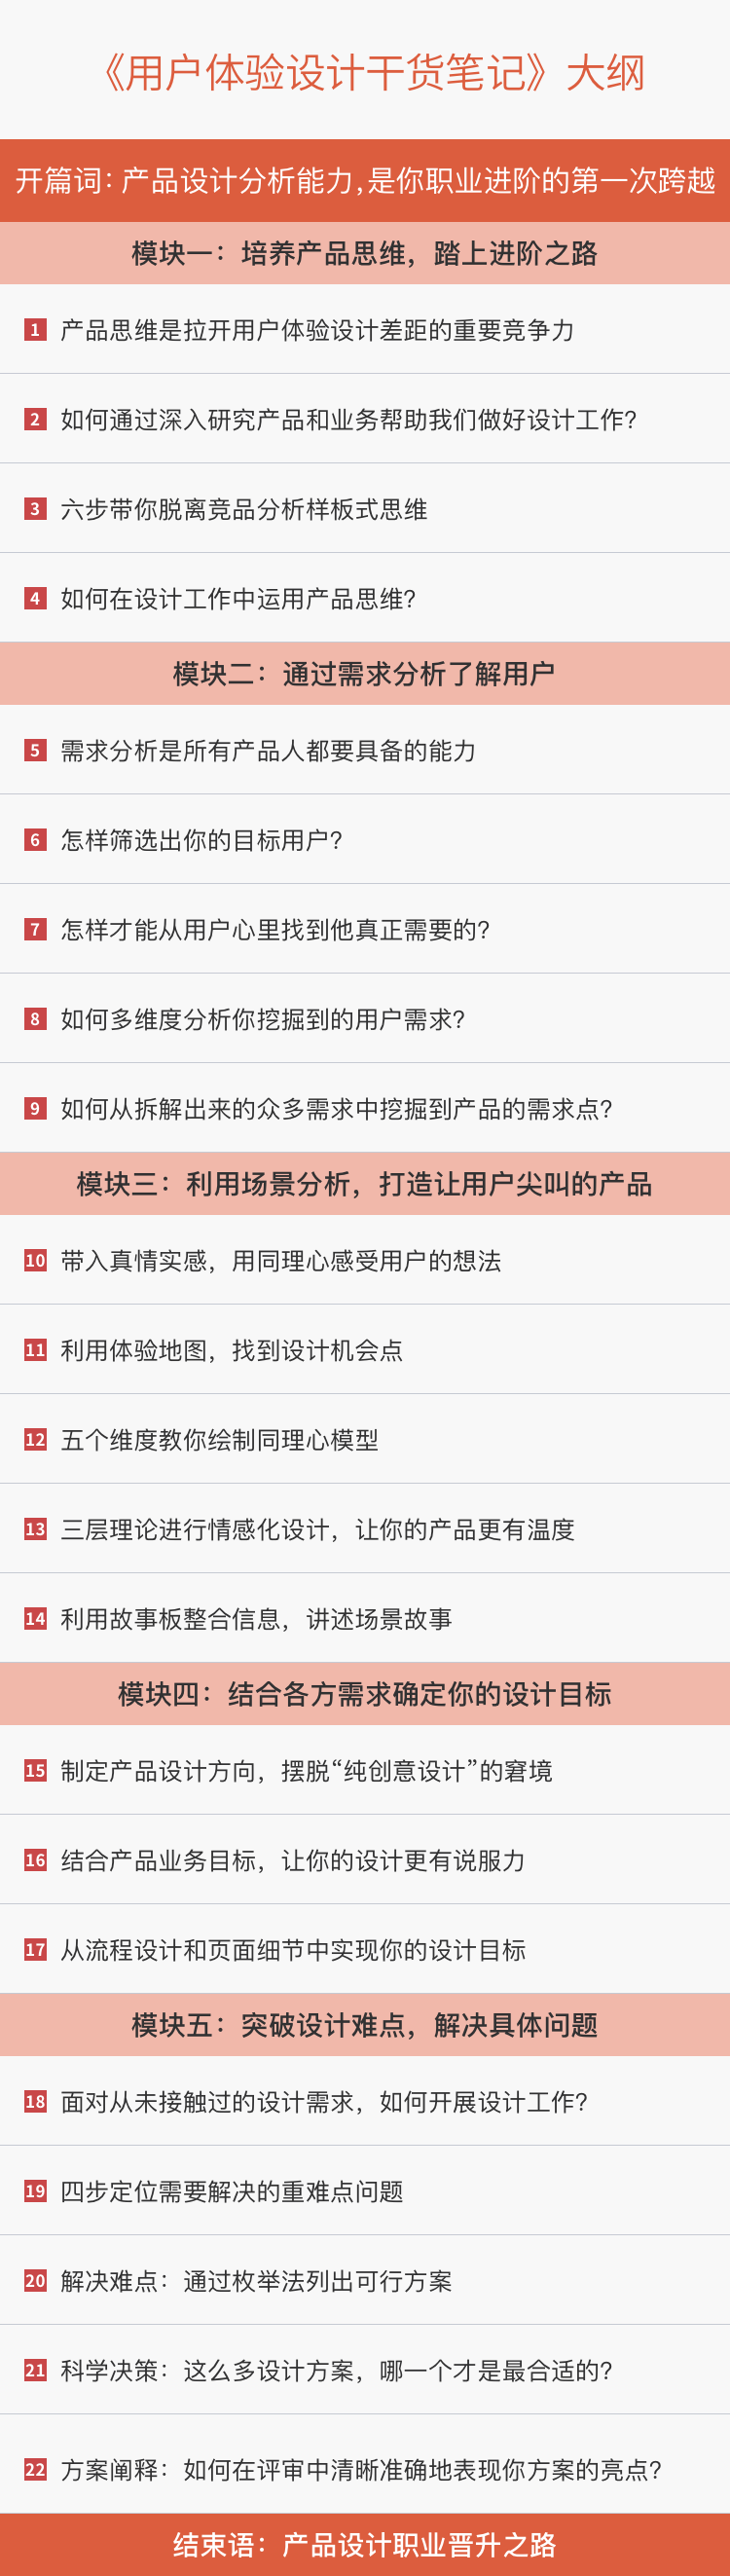 《用户体验设计干货笔记》大纲
开篇词：产品设计分析能力，是你职业进阶的第一次跨越
模块一：培养产品思维，踏上进阶之路
1 产品思维是拉开用户体验设计差距的重要竞争力
2 如何通过深入研究产品和业务帮助我们做好设计工作？
3 六步带你脱离竞品分析样板式思维
4 如何在设计工作中运用产品思维？
模块二：通过需求分析了解用户
5 需求分析是所有产品人都要具备的能力
6 怎样筛选出你的目标用户？
7 怎样才能从用户心里找到他真正需要的？
8 如何多维度分析你挖掘到的用户需求？
9 如何从拆解出来的众多需求中挖掘到产品的需求点？
模块三：利用场景分析，打造让用户尖叫的产品
10 带入真情实感，用同理心感受用户的想法
11 利用体验地图，找到设计机会点
12 五个维度教你绘制同理心模型
13 三层理论进行情感化设计，让你的产品更有温度
14 利用故事板整合信息，讲述场景故事
模块四：结合各方需求确定你的设计目标
15 制定产品设计方向，摆脱“纯创意设计”的窘境
16 结合产品业务目标，让你的设计更有说服力
17 从流程设计和页面细节中实现你的设计目标
模块五：突破设计难点，解决具体问题
18 面对从未接触过的设计需求，如何开展设计工作？
19 四步定位需要解决的重难点问题
20 解决难点：通过枚举法列出可行方案
21 科学决策：这么多设计方案，哪一个才是最合适的？
22 方案阐释：如何在评审中清晰准确地表现你方案的亮点？
结束语：产品设计职业晋升之路